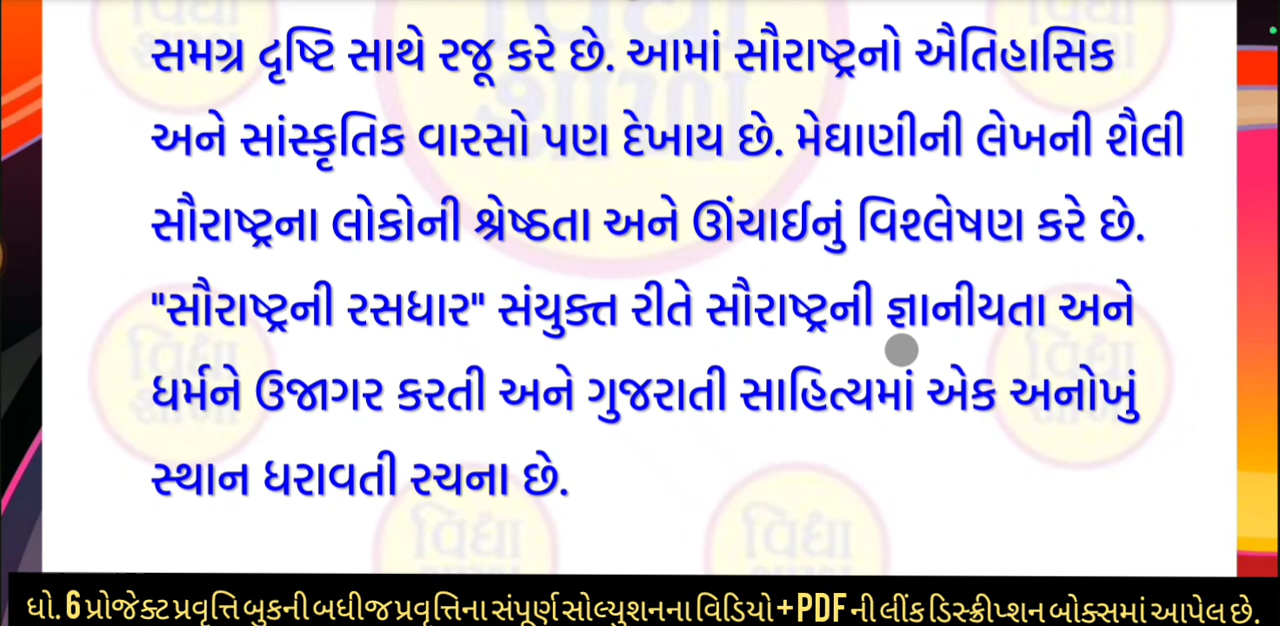 સમગ્ર દૃષ્ટિ સાથે રજૂ કરે છે. આમાં સૌરાષ્ટ્રનો ઐતિહાસિક
અને સાંસ્કૃતિક વારસો પણ દેખાય છે. મેઘાણીની લેખની શૈલી
સૌરાષ્ટ્રના લોકોની શ્રેષ્ઠતા અને ઊંચાઈનું વિશ્લેષણ કરે છે.
"સૌરાષ્ટ્રની રસધાર" સંયુક્ત રીતે સૌરાષ્ટ્રની જ્ઞાનીયતા અને
ધર્મને ઉજાગર કરતી અને ગુજરાતી સાહિત્યમાં એક અનોખું
સ્થાન ધરાવતી રચના છે.
ધો. 6 પ્રોજેક્ટ પ્રવૃત્તિ બુકની બધી જ પ્રવૃત્તિના સંપૂર્ણ સોલ્યુશનના વિડિયો + PDF ની લીંક ડિસ્ક્રીપ્શન બોક્સમાં આપેલ છે.